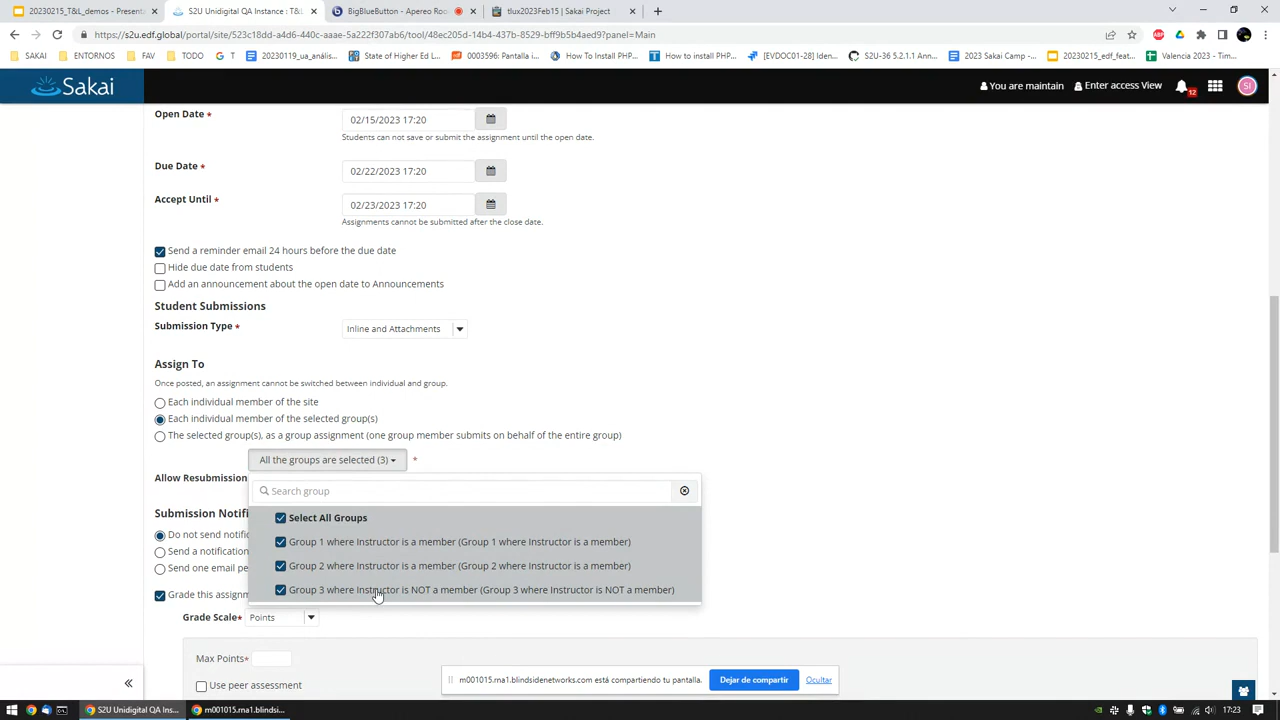 20230215_T&L_demos - Presenta
S2U Unidigital QA Instance : T&L
BigBlueButton - Apereo Roo
tlux2023Feb15 | Sakai Project
https://s2u.edf.global/portal/site/523c18dd-6d46-440c-aaae-5a222f307ab6/tool/48ec205d-14b4-437b-8529-bff9b5b4aed9?panel=Main
SAKAI
ENTORNOS
FAV
TODO
T
20230119_ua_anális...
State of Higher Ed L...
0003596: Pantalla i...
How To Install PHP...
How to install PHP...
[EVDOC01-28] Iden...
S2U-36 5.2.1.1 Ann...
2023 Sakai Camp -...
20230215_edf_feat...
Valencia 2023 - Tim...
Sakai
You are maintain
Enter access View
12
SI
Open Date *
02/15/2023 17:20
Students can not save or submit the assignment until the open date.
Due Date *
02/22/2023 17:20
Accept Until *
02/23/2023 17:20
Assignments cannot be submitted after the close date.
Send a reminder email 24 hours before the due date
Hide due date from students
Add an announcement about the open date to Announcements
Student Submissions
Submission Type *
Inline and Attachments
Assign To
Once posted, an assignment cannot be switched between individual and group.
Each individual member of the site
Each individual member of the selected group(s)
The selected group(s), as a group assignment (one group member submits on behalf of the entire group)
All the groups are selected (3)
*
Allow Resubmission
Search group
Select All Groups
Submission Notifi
Do not send notific
Group 1 where Instructor is a member (Group 1 where Instructor is a member)
Send a notification
Group 2 where Instructor is a member (Group 2 where Instructor is a member)
Send one email pe
Group 3 where Instructor is NOT a member (Group 3 where Instructor is NOT a member)
Grade this assignm
Grade Scale*
Points
Max Points*
Use peer assessment
m001015.rna1.blindsidenetworks.com está compartiendo tu pantalla.
Dejar de compartir
Ocultar
S2U Unidigital QA Ins...
m001015.rna1.blindsi...
17:23